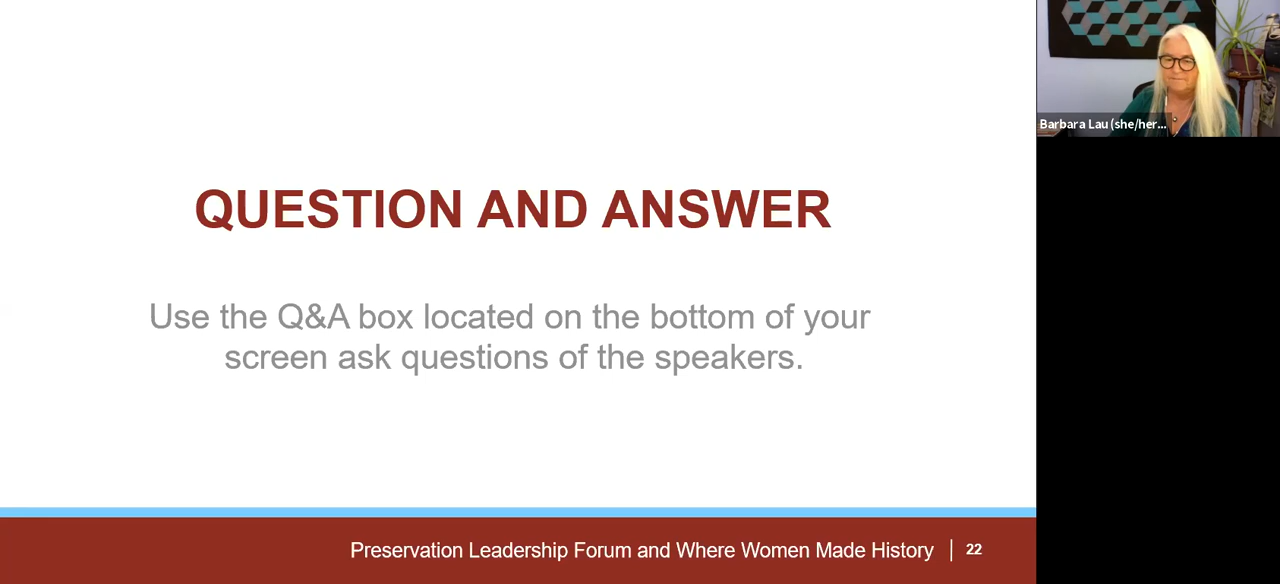 QUESTION AND ANSWER
Use the Q&A box located on the bottom of your
screen ask questions of the speakers.
Preservation Leadership Forum and Where Women Made History | 22
Barbara Lau (she/her...